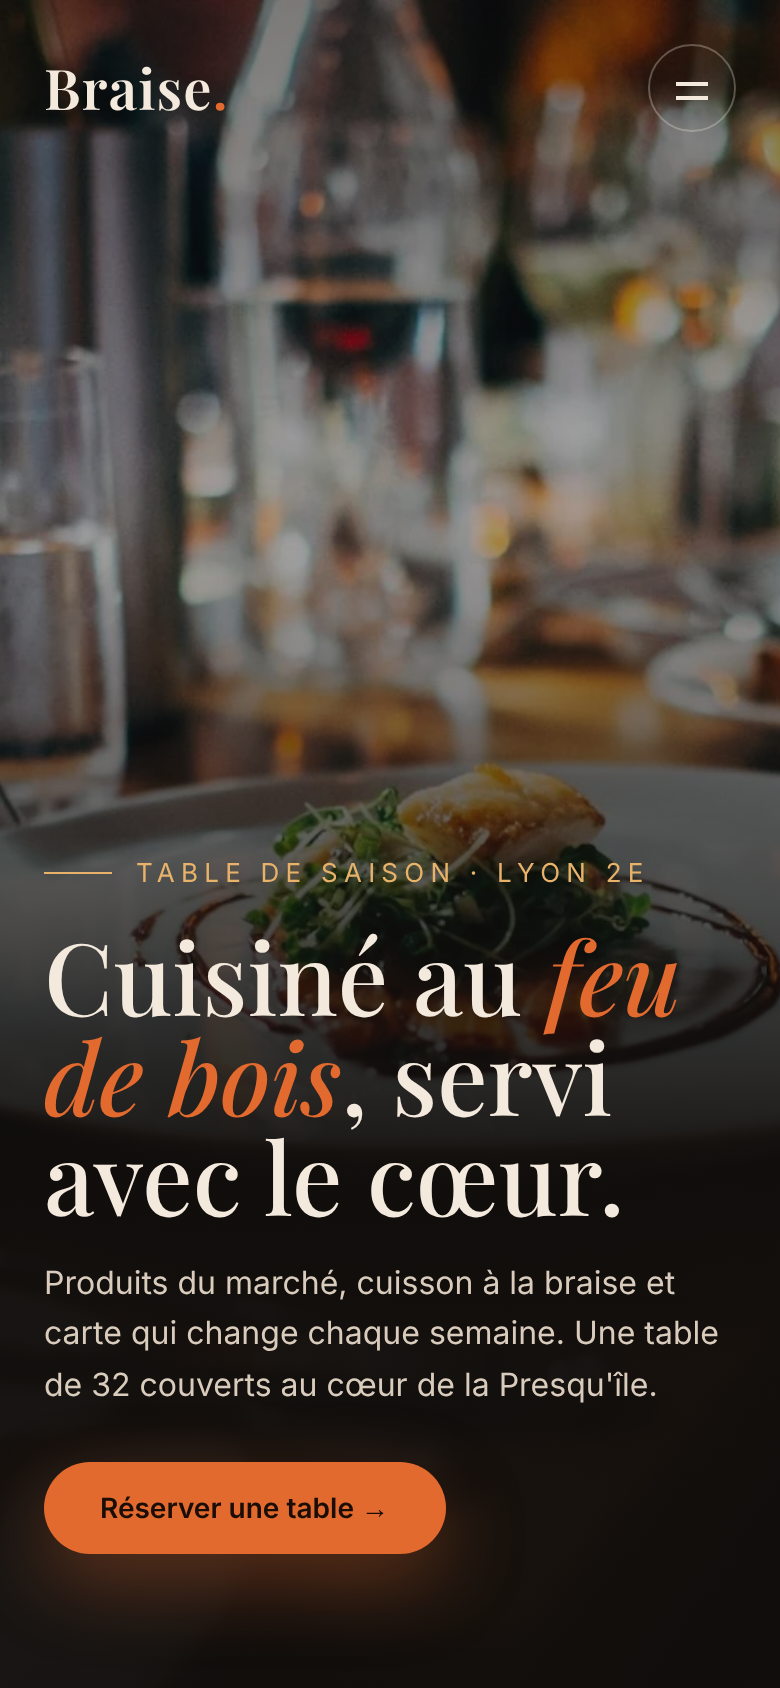 Braise.
TABLE DE SAISON · LYON 2E
Cuisiné au feu
de bois, servi
avec le cœur.
Produits du marché, cuisson à la braise et
carte qui change chaque semaine. Une table
de 32 couverts au cœur de la Presqu'île.
Réserver une table →